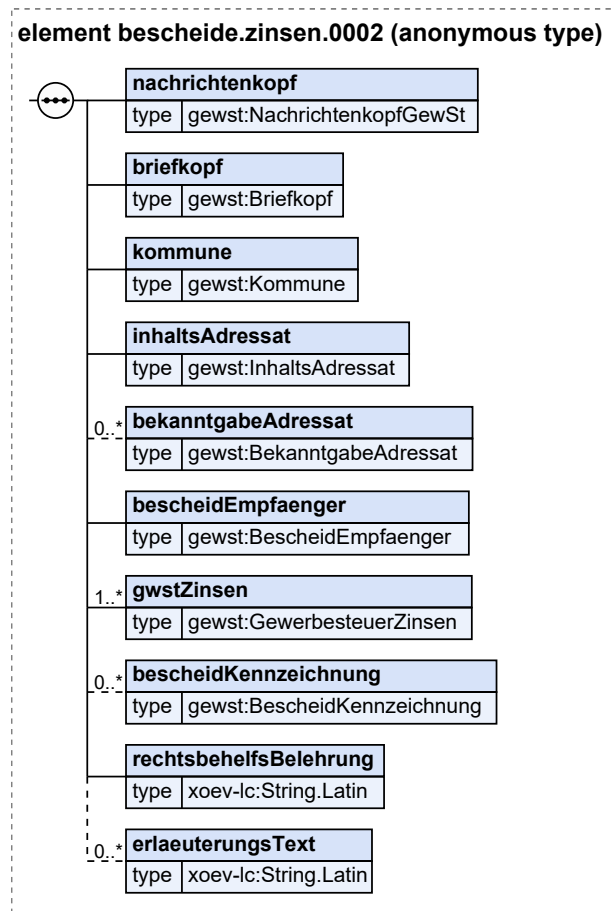 element bescheide.zinsen.0002 (anonymous type)
nachrichtenkopf
type gewst:NachrichtenkopfGewSt
briefkopf
type gewst:Briefkopf
kommune
type gewst:Kommune
inhaltsAdressat
type gewst:InhaltsAdressat
0..* bekanntgabeAdressat
type gewst:BekanntgabeAdressat
bescheidEmpfaenger
type gewst:BescheidEmpfaenger
1..* gwstZinsen
type gewst:GewerbesteuerZinsen
0..* bescheidKennzeichnung
type gewst:BescheidKennzeichnung
rechtsbehelfsBelehrung
type xoev-lc:String.Latin
0..* erlaeuterungsText
type xoev-lc:String.Latin